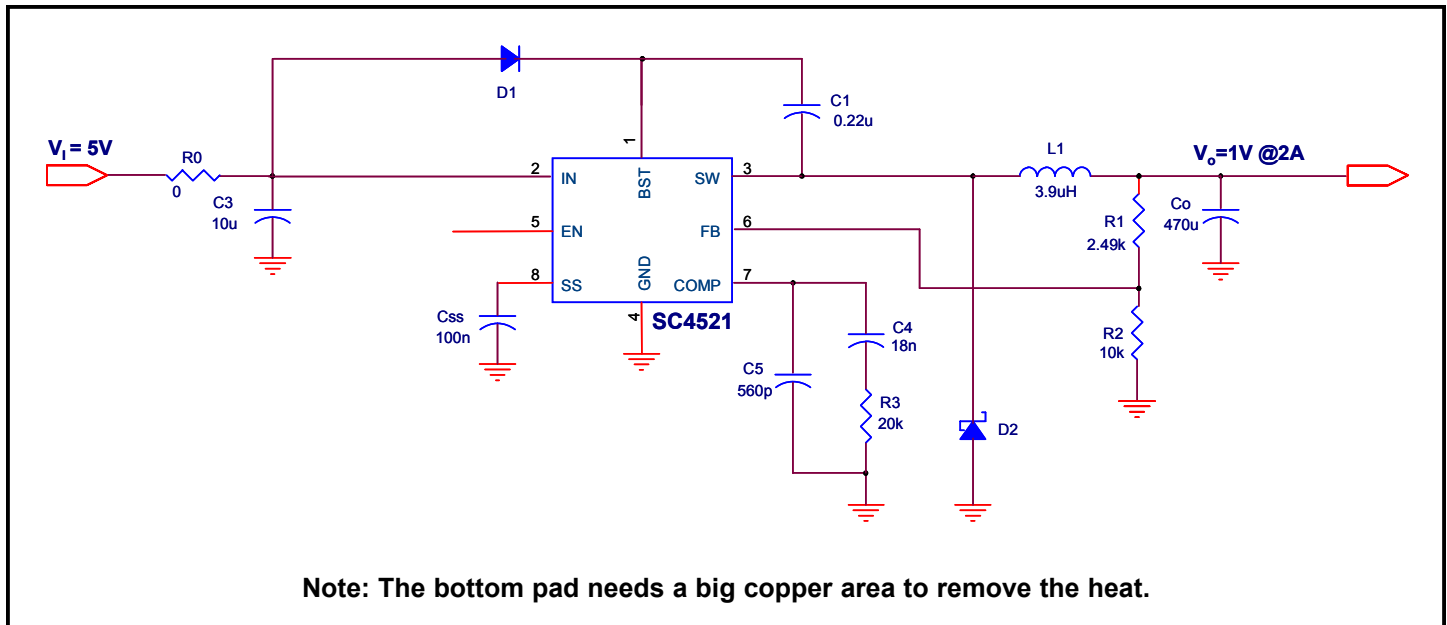 D1
C1
0.22u
V_I = 5V
R0
0
C3
10u
1
2
IN
BST
SW
3
L1
3.9uH
V_o=1V @2A
5
EN
FB
6
R1
2.49k
Co
470u
8
SS
GND
COMP
7
4
SC4521
Css
100n
C4
18n
C5
560p
R3
20k
R2
10k
D2
Note: The bottom pad needs a big copper area to remove the heat.